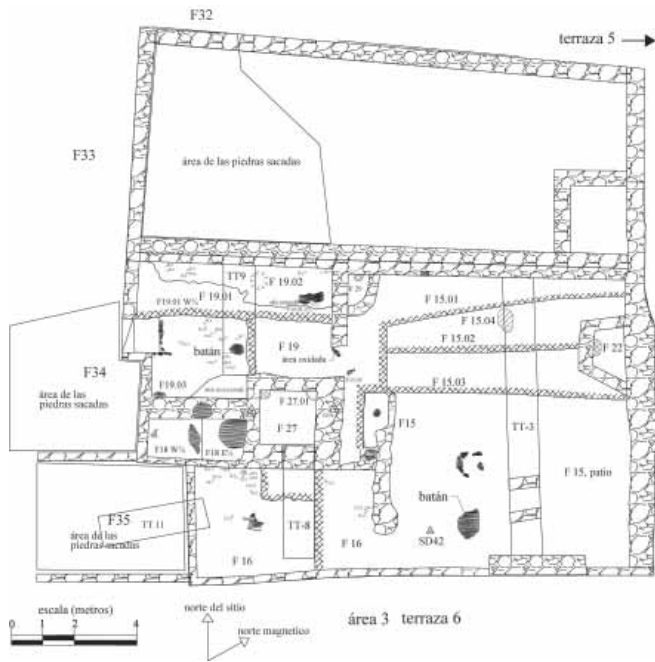 F32
terraza 5
F33
área de las piedras sacadas
TT9
F 19.02
F 29
F 19.01
F19.01 W½
F 15.01
F 15.04
F 15.02
F 22
F 19
área oxidada
batán
F34
área de las
piedras sacadas
F19.03
F 15.03
F 27.01
F 27
F15
TT-3
F18 W½
F18 E½
F 15, patio
batán
F35
TT 11
área de las
piedras sacadas
TT-8
F 16
F 16
SD42
escala (metros)
0 1 2 4
norte del sitio
norte magnetico
área 3 terraza 6